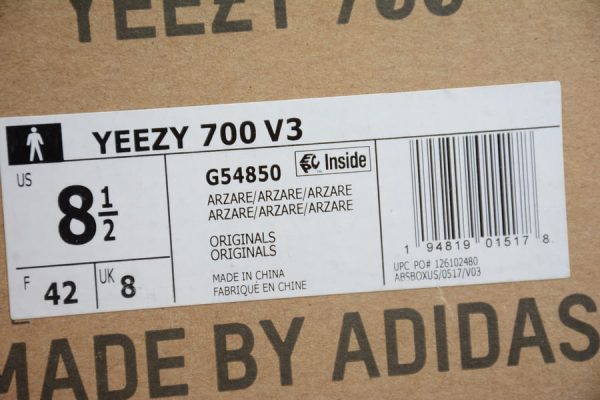 YEEZY 700
YEEZY 700 V3
US
8 1/2
F 42
UK 8
G54850
Inside
ARZARE/ARZARE/ARZARE
ARZARE/ARZARE/ARZARE
ORIGINALS
ORIGINALS
MADE IN CHINA
FABRIQUÉ EN CHINE
1 94819 01517 8
UPC PO# 126102480
ABSBOXUS/0517/V03
MADE BY ADIDAS